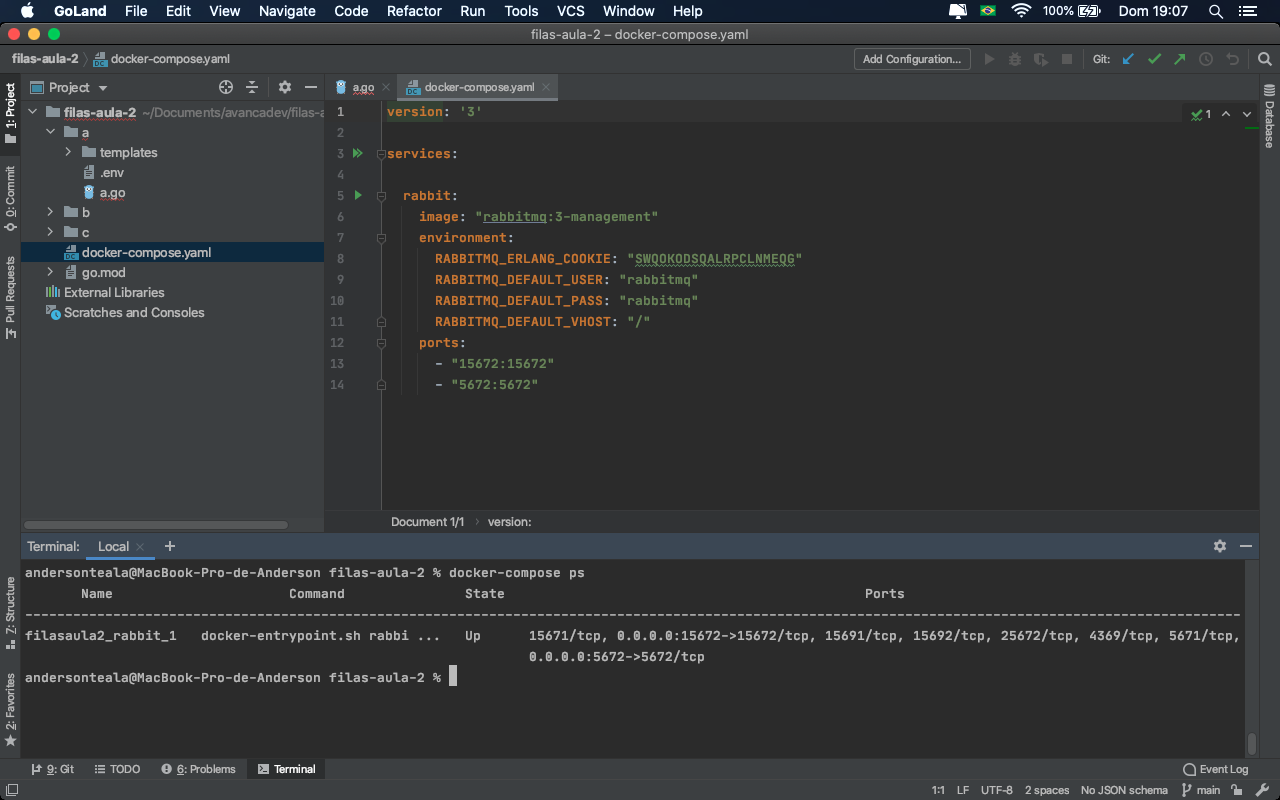 GoLand File Edit View Navigate Code Refactor Run Tools VCS Window Help 100% Dom 19:07
filas-aula-2 – docker-compose.yaml
filas-aula-2 docker-compose.yaml Add Configuration... Git:
Project a.go docker-compose.yaml
1: Project
0: Commit
Pull Requests
Z: Structure
2: Favorites
filas-aula-2 ~/Documents/avancadev/filas-a
a
templates
.env
a.go
b
c
docker-compose.yaml
go.mod
External Libraries
Scratches and Consoles
1 version: '3'
2
3 services:
4
5 rabbit:
6 image: "rabbitmq:3-management"
7 environment:
8 RABBITMQ_ERLANG_COOKIE: "SWQOKODSQALRPCLNMEQG"
9 RABBITMQ_DEFAULT_USER: "rabbitmq"
10 RABBITMQ_DEFAULT_PASS: "rabbitmq"
11 RABBITMQ_DEFAULT_VHOST: "/"
12 ports:
13 - "15672:15672"
14 - "5672:5672"
1
Database
Document 1/1 version:
Terminal: Local
andersonteala@MacBook-Pro-de-Anderson filas-aula-2 % docker-compose ps
Name Command State Ports
--------------------------------------------------------------------------------------------------------------------------------------------------------
filasaula2_rabbit_1 docker-entrypoint.sh rabbi ... Up 15671/tcp, 0.0.0.0:15672->15672/tcp, 15691/tcp, 15692/tcp, 25672/tcp, 4369/tcp, 5671/tcp,
0.0.0.0:5672->5672/tcp
andersonteala@MacBook-Pro-de-Anderson filas-aula-2 %
9: Git TODO 6: Problems Terminal Event Log
1:1 LF UTF-8 2 spaces No JSON schema main